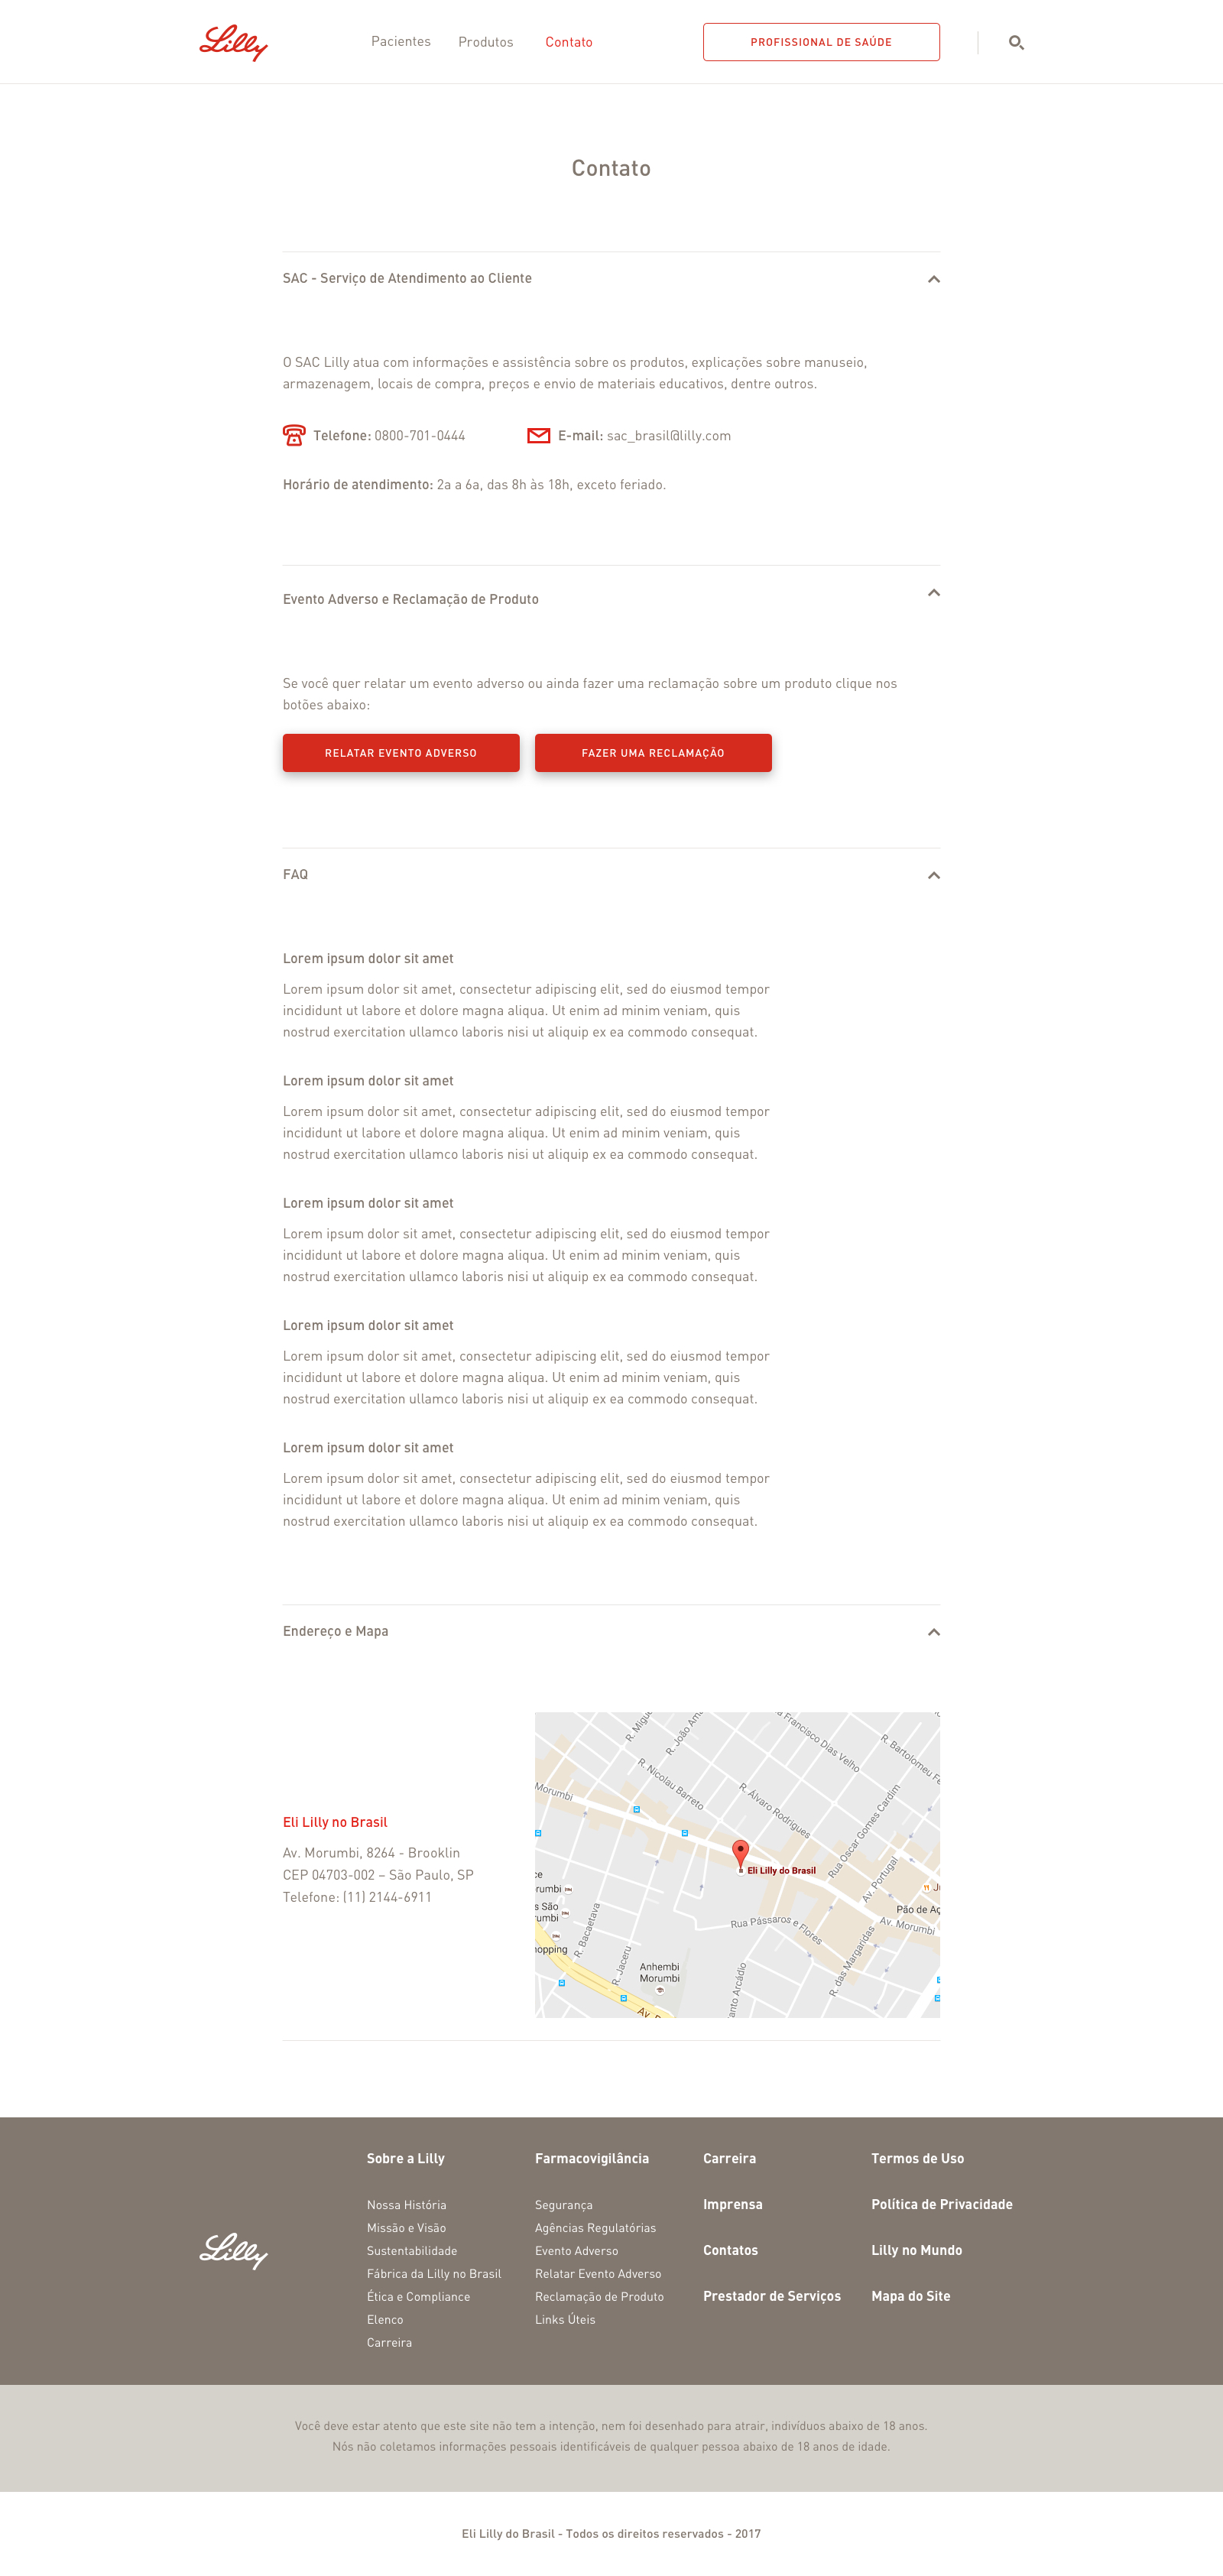 Lilly
Pacientes
Produtos
Contato
PROFISSIONAL DE SAÚDE
Contato
SAC - Serviço de Atendimento ao Cliente
O SAC Lilly atua com informações e assistência sobre os produtos, explicações sobre manuseio,
armazenagem, locais de compra, preços e envio de materiais educativos, dentre outros.
Telefone: 0800-701-0444
E-mail: sac_brasil@lilly.com
Horário de atendimento: 2a a 6a, das 8h às 18h, exceto feriado.
Evento Adverso e Reclamação de Produto
Se você quer relatar um evento adverso ou ainda fazer uma reclamação sobre um produto clique nos
botões abaixo:
RELATAR EVENTO ADVERSO
FAZER UMA RECLAMAÇÃO
FAQ
Lorem ipsum dolor sit amet
Lorem ipsum dolor sit amet, consectetur adipiscing elit, sed do eiusmod tempor
incididunt ut labore et dolore magna aliqua. Ut enim ad minim veniam, quis
nostrud exercitation ullamco laboris nisi ut aliquip ex ea commodo consequat.
Lorem ipsum dolor sit amet
Lorem ipsum dolor sit amet, consectetur adipiscing elit, sed do eiusmod tempor
incididunt ut labore et dolore magna aliqua. Ut enim ad minim veniam, quis
nostrud exercitation ullamco laboris nisi ut aliquip ex ea commodo consequat.
Lorem ipsum dolor sit amet
Lorem ipsum dolor sit amet, consectetur adipiscing elit, sed do eiusmod tempor
incididunt ut labore et dolore magna aliqua. Ut enim ad minim veniam, quis
nostrud exercitation ullamco laboris nisi ut aliquip ex ea commodo consequat.
Lorem ipsum dolor sit amet
Lorem ipsum dolor sit amet, consectetur adipiscing elit, sed do eiusmod tempor
incididunt ut labore et dolore magna aliqua. Ut enim ad minim veniam, quis
nostrud exercitation ullamco laboris nisi ut aliquip ex ea commodo consequat.
Lorem ipsum dolor sit amet
Lorem ipsum dolor sit amet, consectetur adipiscing elit, sed do eiusmod tempor
incididunt ut labore et dolore magna aliqua. Ut enim ad minim veniam, quis
nostrud exercitation ullamco laboris nisi ut aliquip ex ea commodo consequat.
Endereço e Mapa
Eli Lilly no Brasil
Av. Morumbi, 8264 - Brooklin
CEP 04703-002 – São Paulo, SP
Telefone: (11) 2144-6911
R. Migue
R. João Ama
Francisco Dias Velho
R. Bartolomeu Fe
R. Nicolau Barreto
R. Álvaro Rodrigues
Morumbi
Rua Oscar Gomes Cardim
Eli Lilly do Brasil
Av. Portugal
ce
orumbi
s São
rumbi
hopping
R. Bacaetava
R. Jaceru
Rua Pássaros e Flores
Pão de Aç
Av. Morumbi
R. das Margaridas
Anhembi
Morumbi
anto Arcádio
Sobre a Lilly
Nossa História
Missão e Visão
Sustentabilidade
Fábrica da Lilly no Brasil
Ética e Compliance
Elenco
Carreira
Farmacovigilância
Segurança
Agências Regulatórias
Evento Adverso
Relatar Evento Adverso
Reclamação de Produto
Links Úteis
Carreira
Imprensa
Contatos
Prestador de Serviços
Termos de Uso
Política de Privacidade
Lilly no Mundo
Mapa do Site
Lilly
Você deve estar atento que este site não tem a intenção, nem foi desenhado para atrair, indivíduos abaixo de 18 anos.
Nós não coletamos informações pessoais identificáveis de qualquer pessoa abaixo de 18 anos de idade.
Eli Lilly do Brasil - Todos os direitos reservados - 2017